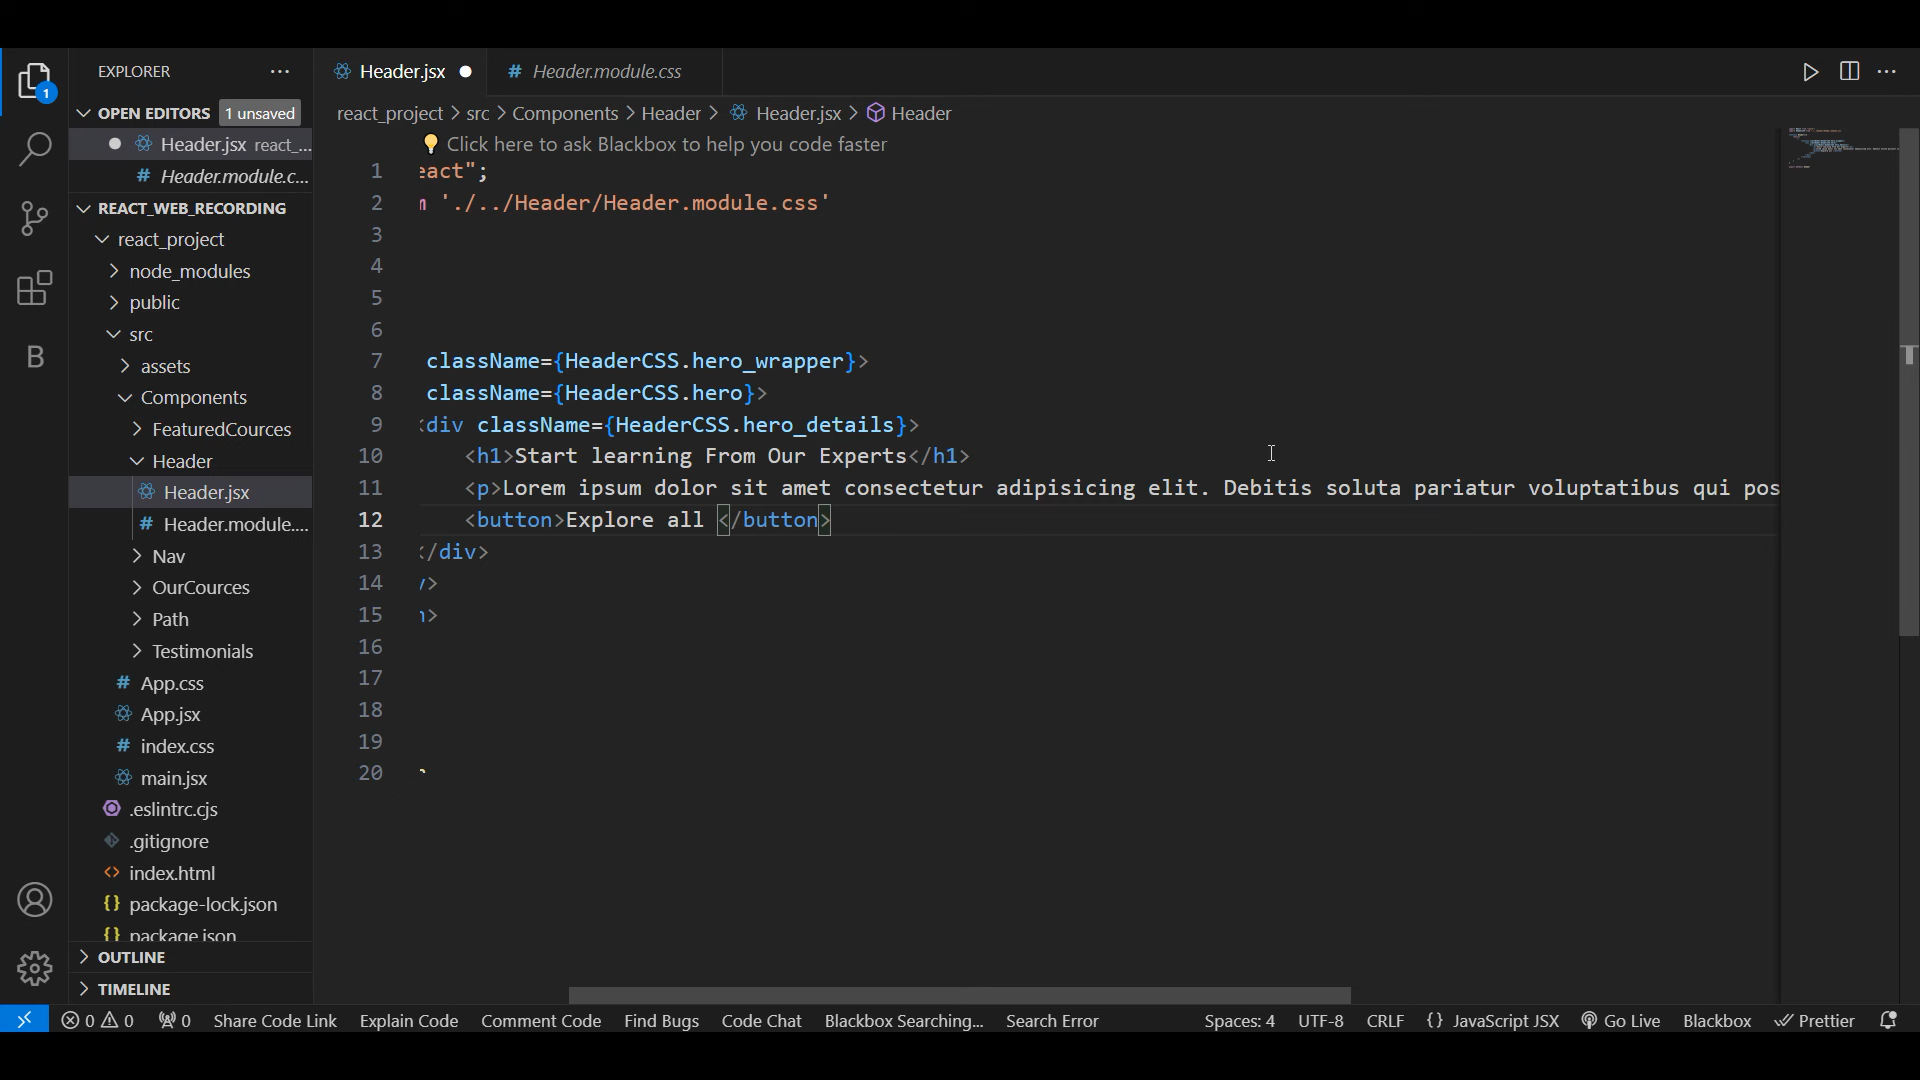 EXPLORER
Header.jsx
# Header.module.css
OPEN EDITORS 1 unsaved
react_project > src > Components > Header > Header.jsx > Header
Header.jsx react_...
Click here to ask Blackbox to help you code faster
# Header.module.c...
1 eact";
REACT_WEB_RECORDING
2 m './../Header/Header.module.css'
react_project
3
node_modules
4
public
5
src
6
assets
7 className={HeaderCSS.hero_wrapper}>
Components
8 className={HeaderCSS.hero}>
FeaturedCources
9 <div className={HeaderCSS.hero_details}>
Header
10 <h1>Start learning From Our Experts</h1>
Header.jsx
11 <p>Lorem ipsum dolor sit amet consectetur adipisicing elit. Debitis soluta pariatur voluptatibus qui pos
# Header.module....
12 <button>Explore all </button>
Nav
13 </div>
OurCources
14 >
Path
15 >
Testimonials
16
# App.css
17
App.jsx
18
# index.css
19
main.jsx
20
.eslintrc.cjs
.gitignore
<> index.html
{} package-lock.json
{} package.json
OUTLINE
TIMELINE
B
1
0 0 0 Share Code Link Explain Code Comment Code Find Bugs Code Chat Blackbox Searching... Search Error Spaces: 4 UTF-8 CRLF {} JavaScript JSX Go Live Blackbox Prettier